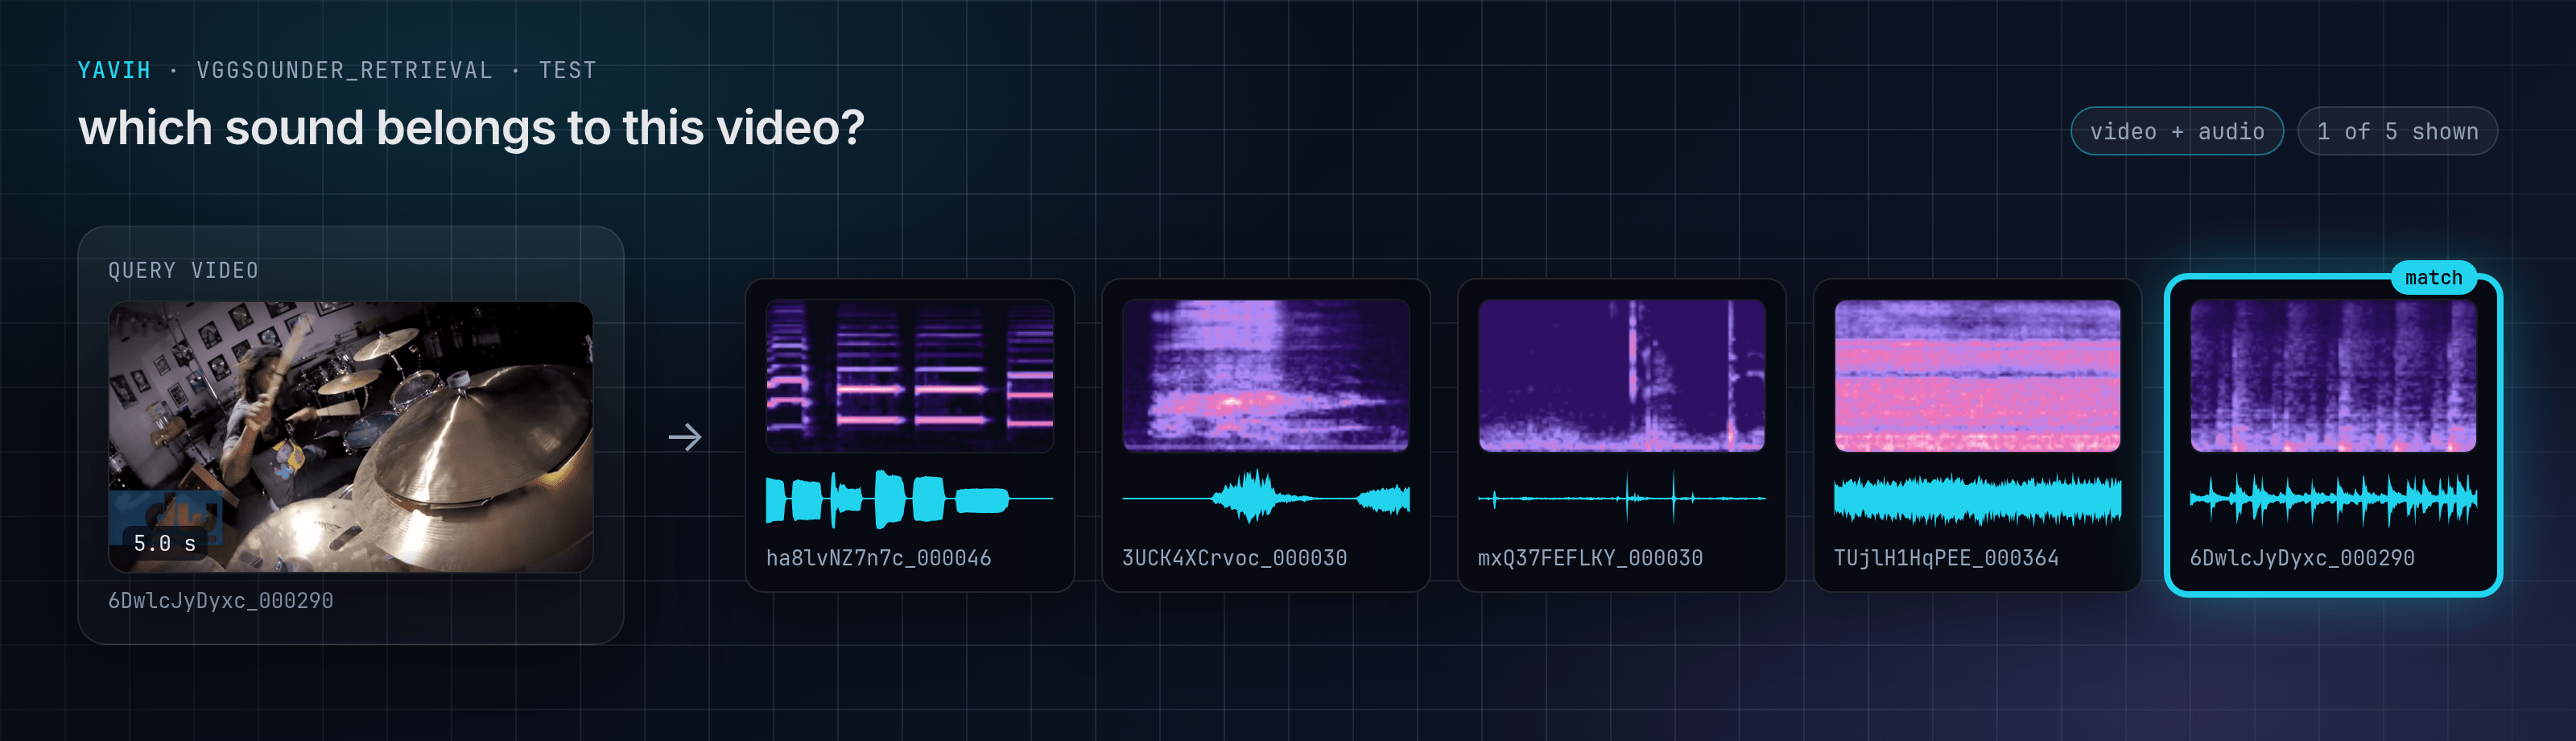 YAVIH · VGGSOUNDER_RETRIEVAL · TEST
which sound belongs to this video?
video + audio
1 of 5 shown
QUERY VIDEO
dw
5.0 s
6DwlcJyDyxc_000290
→
ha8lvNZ7n7c_000046
3UCK4XCrvoc_000030
mxQ37FEFLKY_000030
TUjlH1HqPEE_000364
match
6DwlcJyDyxc_000290